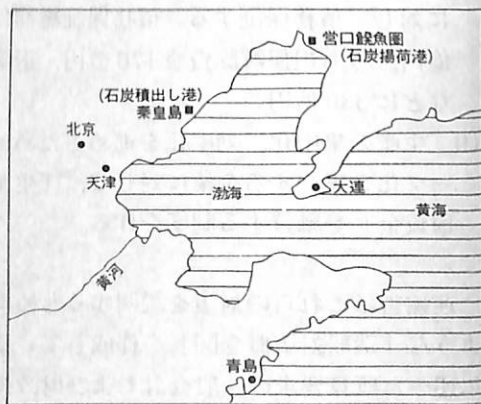 営口鮁魚圏
(石炭揚荷港)
(石炭積出し港)
秦皇島
北京
天津
渤海
大連
黄海
黄河
青島